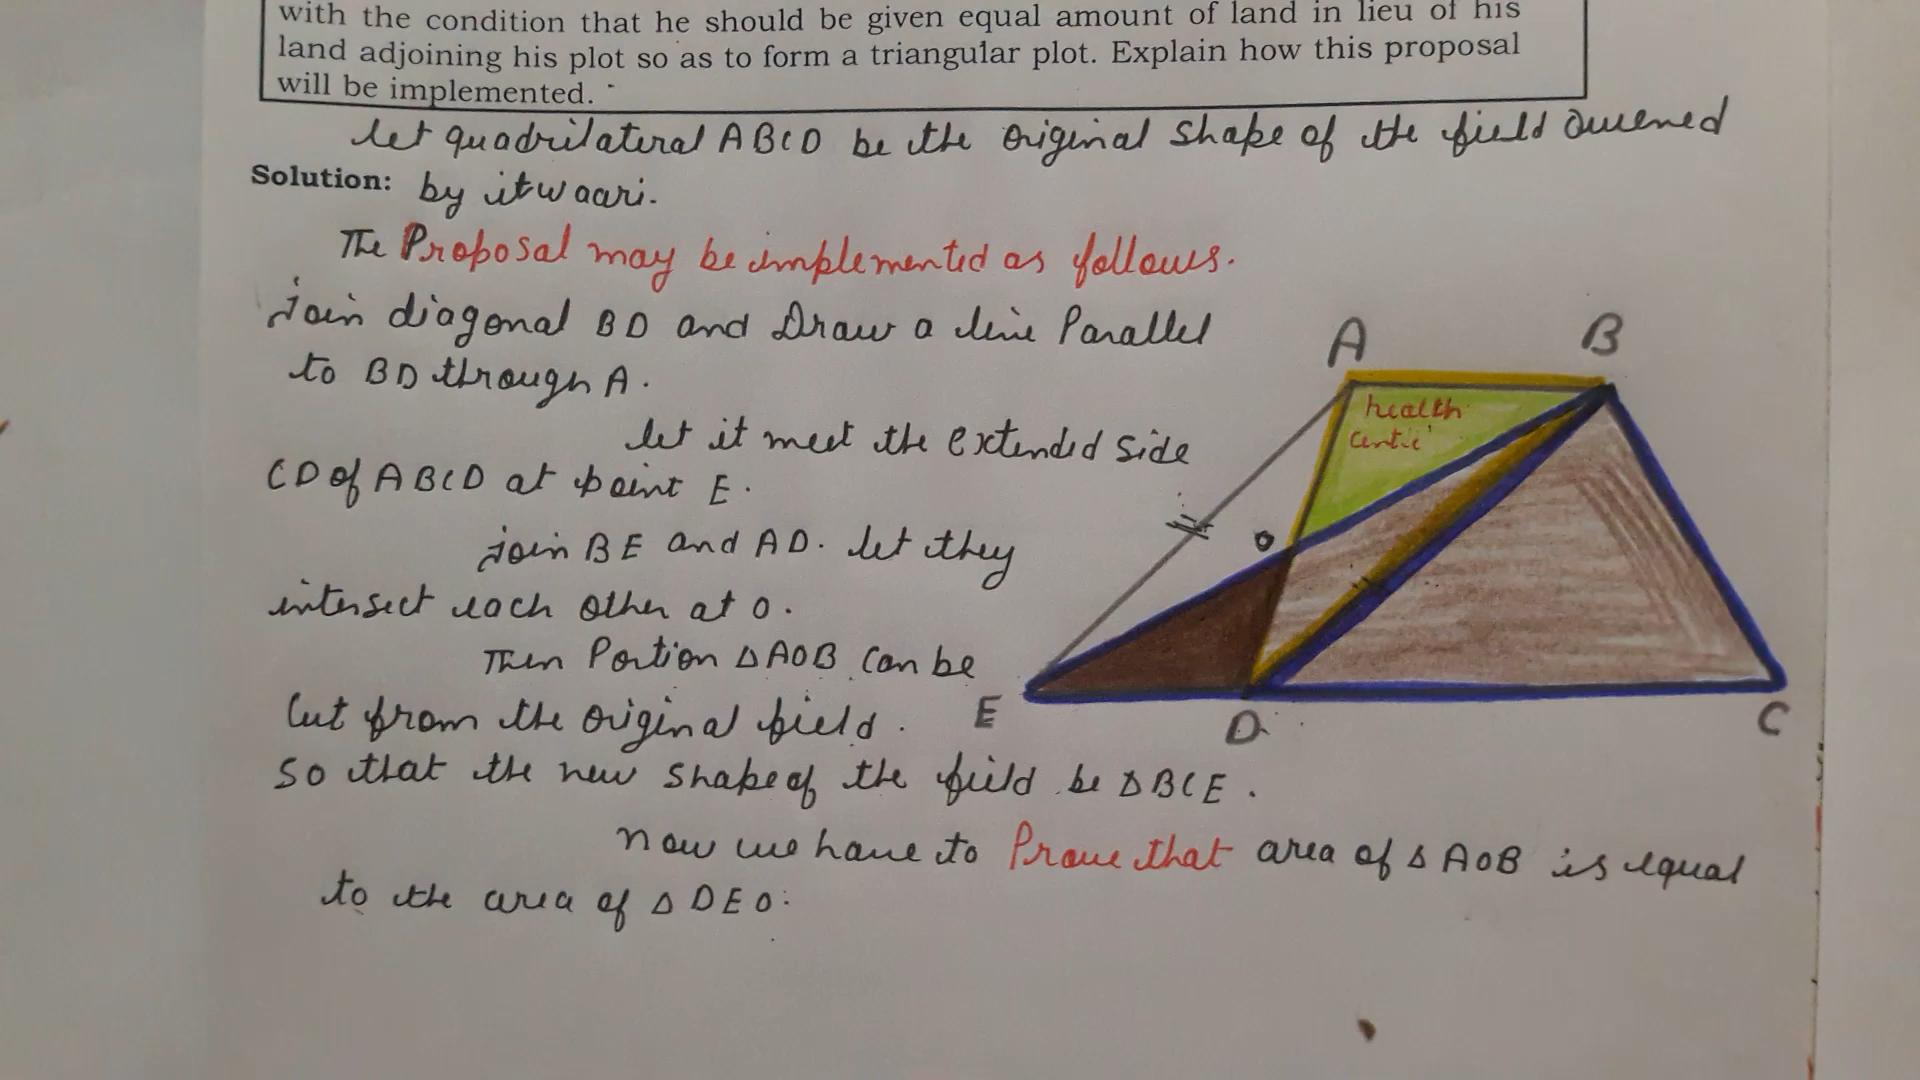 with the condition that he should be given equal amount of land in lieu of his
land adjoining his plot so as to form a triangular plot. Explain how this proposal
will be implemented.
let quadrilateral ABCD be the original shape of the field owened
Solution: by itwaari.
The Proposal may be implemented as follows.
join diagonal BD and Draw a line Parallel
to BD through A.
let it meet the extended side
CD of ABCD at point E.
join BE and AD. let they
intersect each other at O.
Then Portion △AOB can be
cut from the original field.
so that the new shape of the field be △BCE.
now we have to Prove that area of △AOB is equal
to the area of △DEO:
A
B
health
centre
O
E
D
C